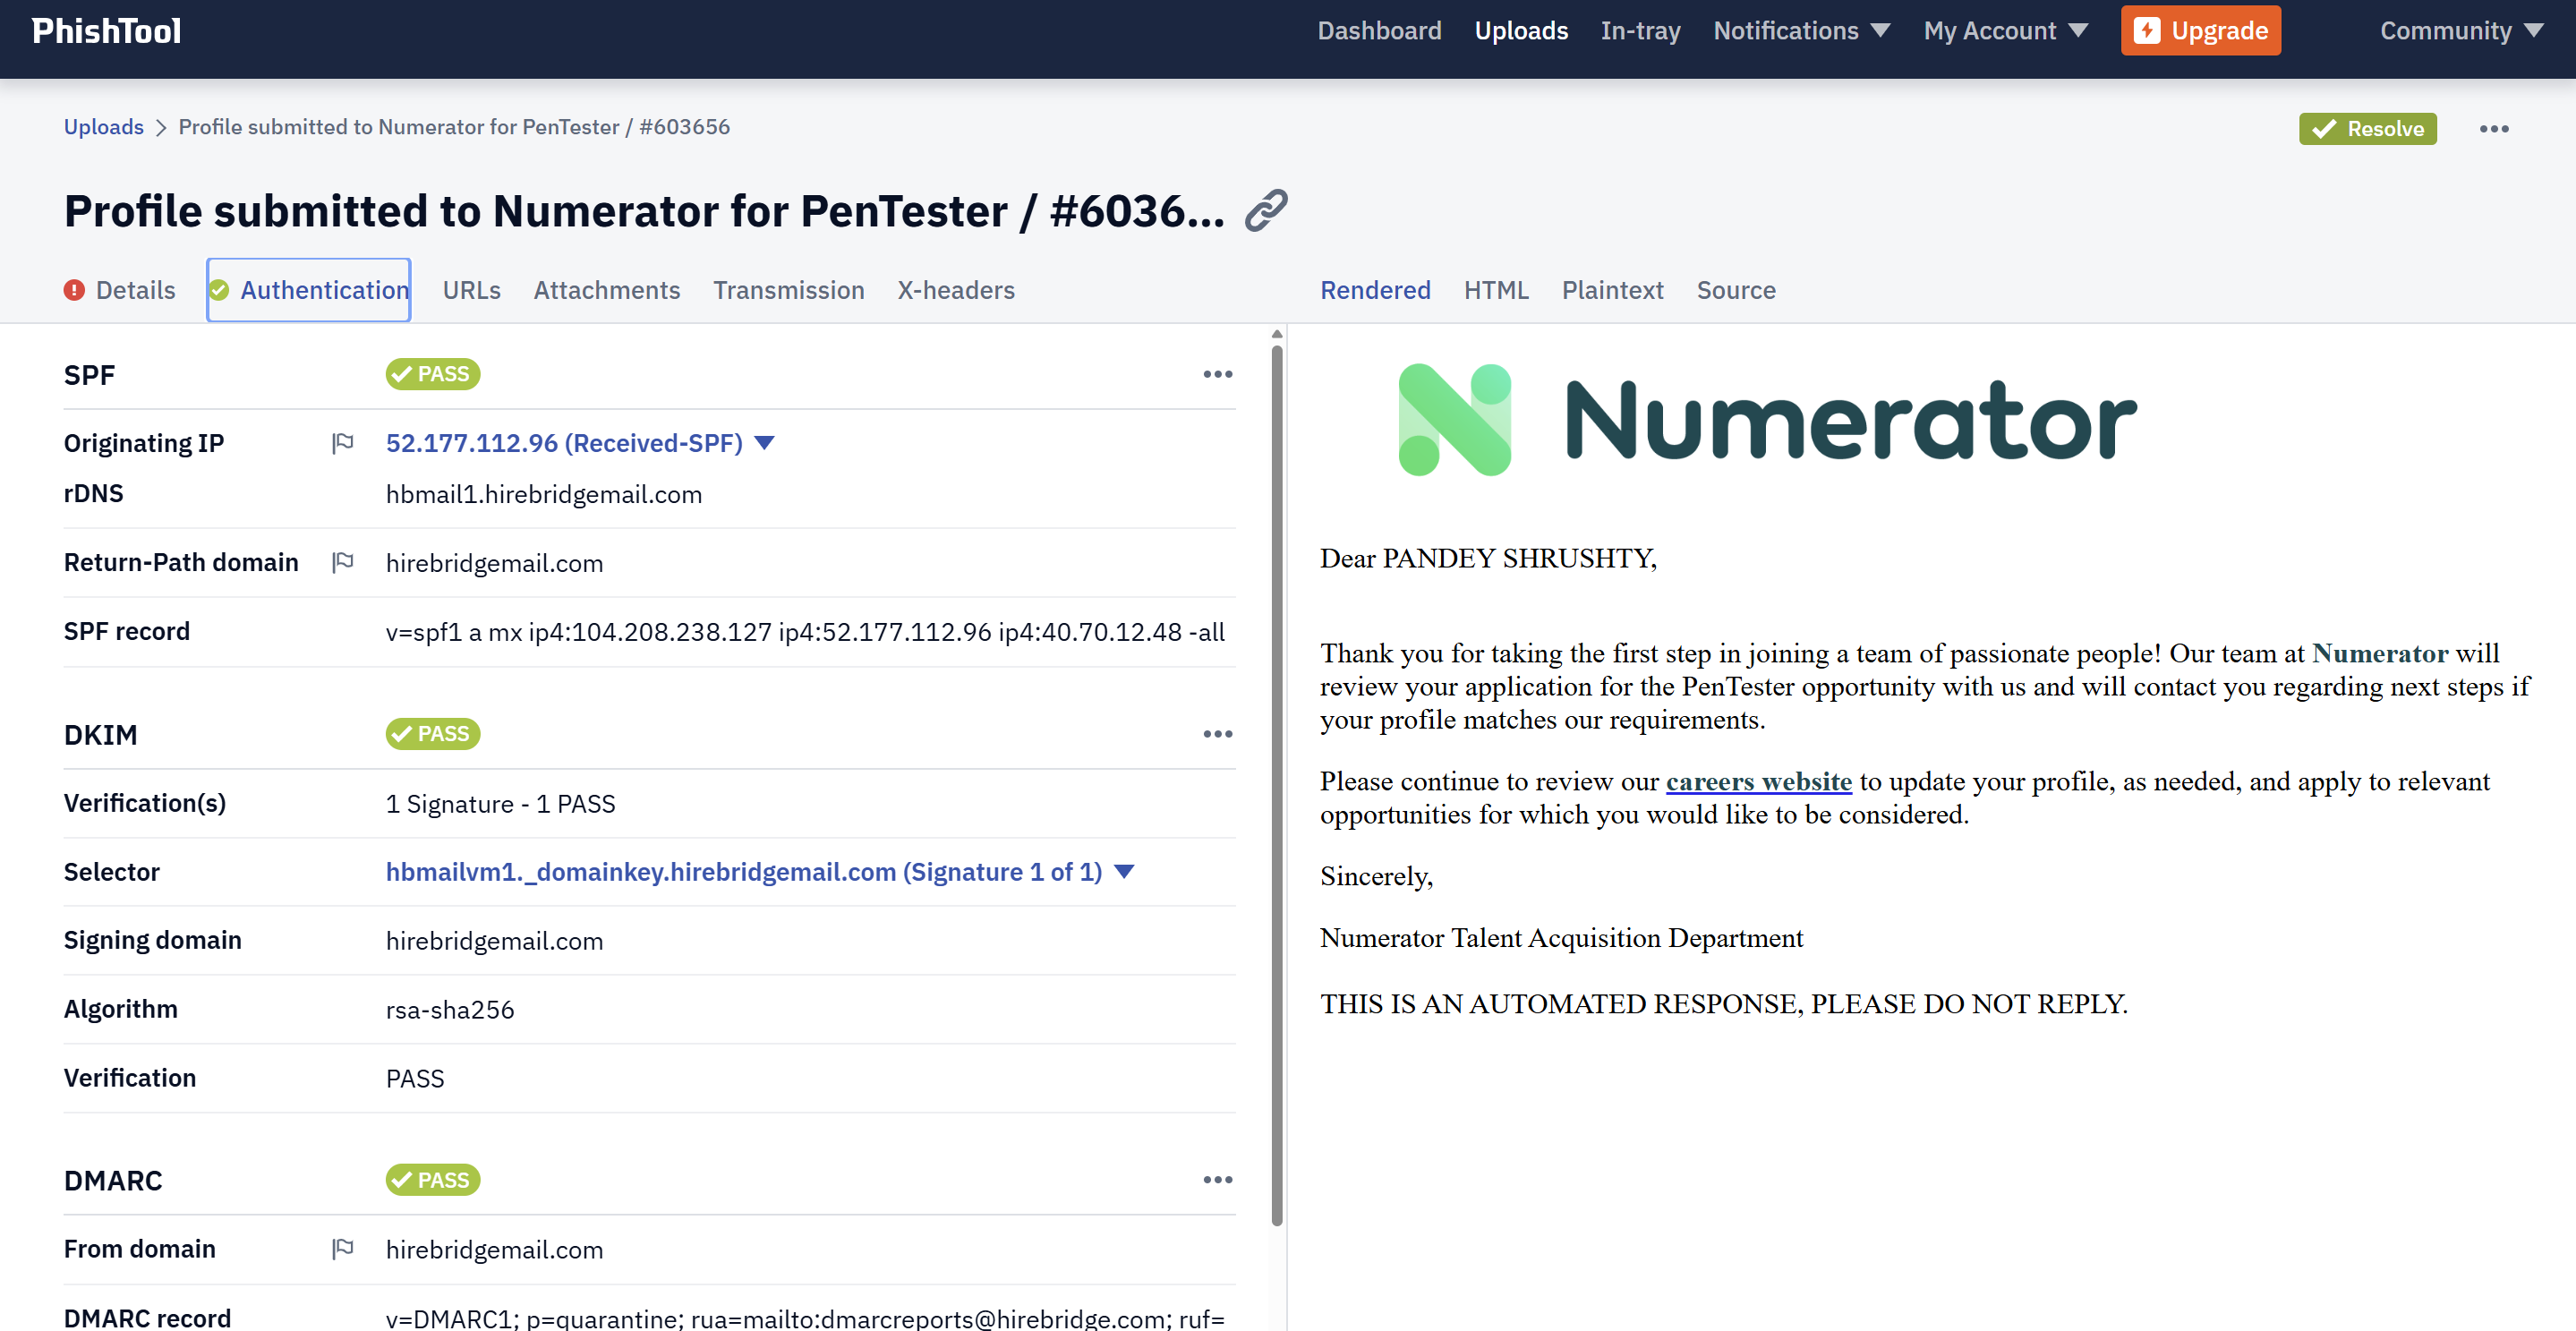 PhishTool
Dashboard Uploads In-tray Notifications My Account Upgrade Community
Uploads > Profile submitted to Numerator for PenTester / #603656
Resolve
Profile submitted to Numerator for PenTester / #6036...
Details Authentication URLs Attachments Transmission X-headers
Rendered HTML Plaintext Source
SPF PASS
Originating IP 52.177.112.96 (Received-SPF)
rDNS hbmail1.hirebridgemail.com
Return-Path domain hirebridgemail.com
SPF record v=spf1 a mx ip4:104.208.238.127 ip4:52.177.112.96 ip4:40.70.12.48 -all
DKIM PASS
Verification(s) 1 Signature - 1 PASS
Selector hbmailvm1._domainkey.hirebridgemail.com (Signature 1 of 1)
Signing domain hirebridgemail.com
Algorithm rsa-sha256
Verification PASS
DMARC PASS
From domain hirebridgemail.com
DMARC record v=DMARC1; p=quarantine; rua=mailto:dmarcreports@hirebridge.com; ruf=
Numerator
Dear PANDEY SHRUSHTY,
Thank you for taking the first step in joining a team of passionate people! Our team at Numerator will
review your application for the PenTester opportunity with us and will contact you regarding next steps if
your profile matches our requirements.
Please continue to review our careers website to update your profile, as needed, and apply to relevant
opportunities for which you would like to be considered.
Sincerely,
Numerator Talent Acquisition Department
THIS IS AN AUTOMATED RESPONSE, PLEASE DO NOT REPLY.